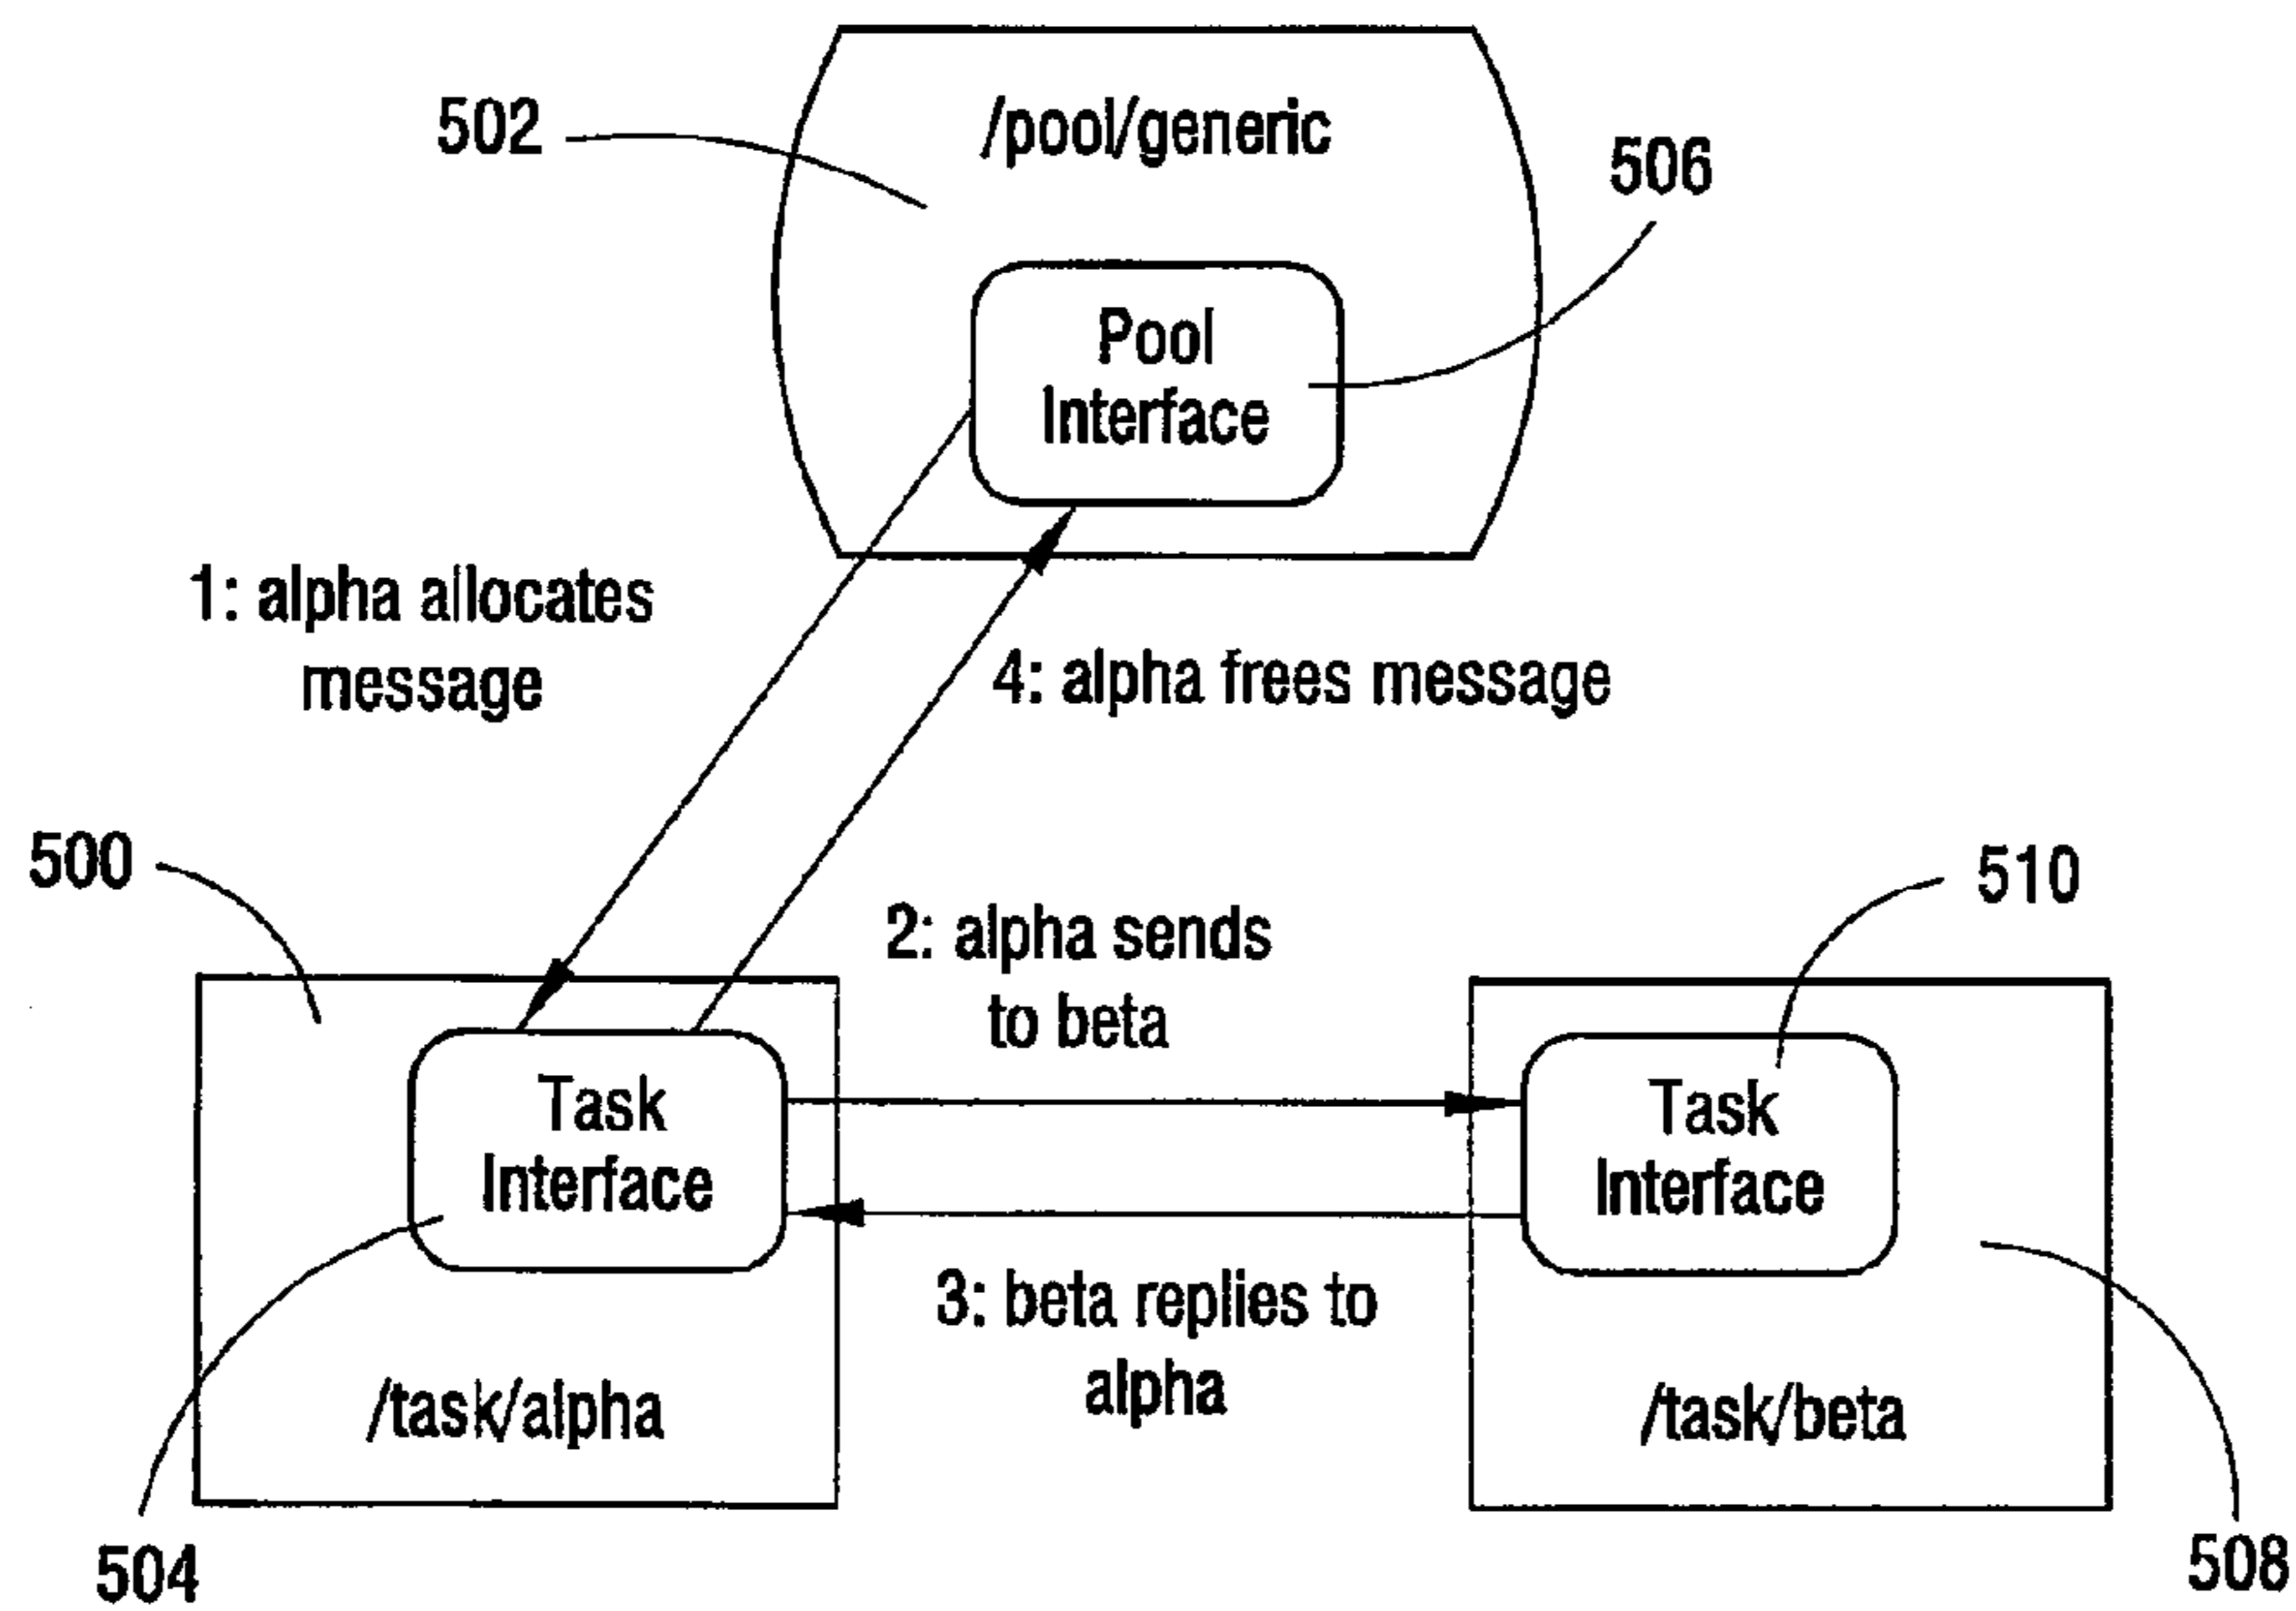 502
/pool/generic
506
Pool
Interface
1: alpha allocates
message
4: alpha frees message
500
510
2: alpha sends
to beta
Task
Interface
Task
Interface
3: beta replies to
alpha
/task/alpha
/task/beta
504
508